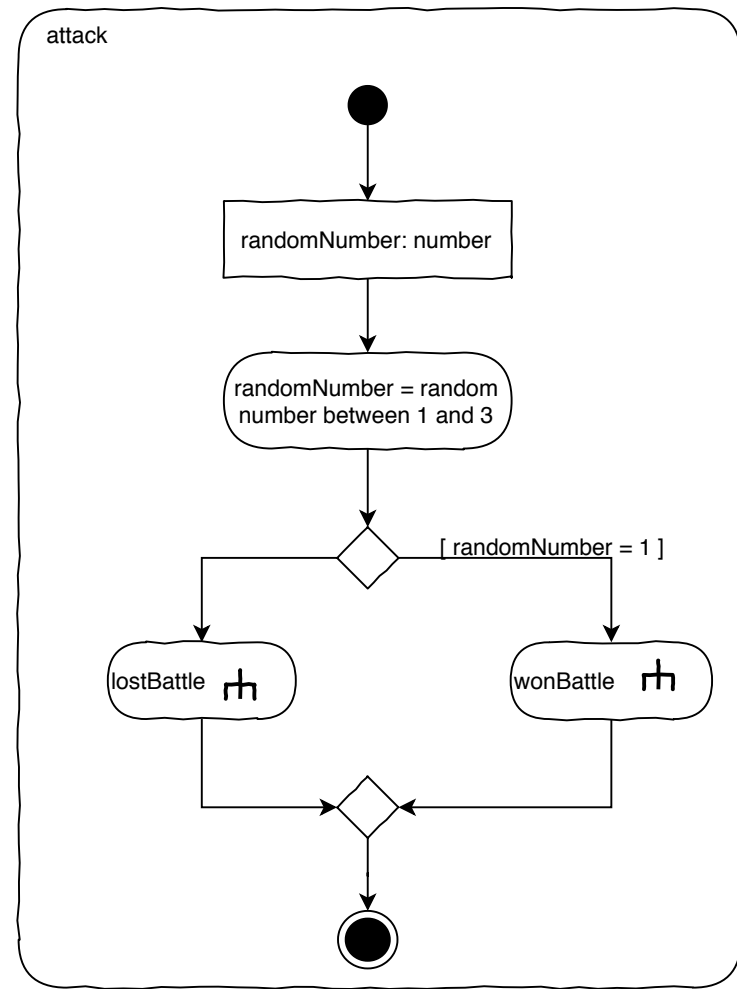 attack
randomNumber: number
randomNumber = random
number between 1 and 3
[ randomNumber = 1 ]
lostBattle
wonBattle